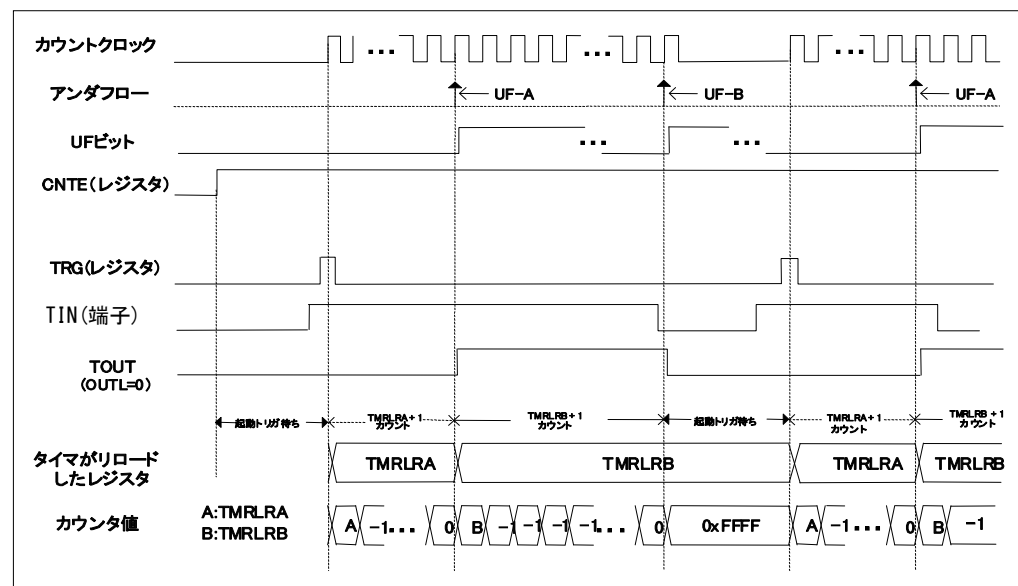 カウントクロック
アンダフロー
UF-A
UF-B
UF-A
UFビット
CNTE(レジスタ)
TRG(レジスタ)
TIN(端子)
TOUT
(OUTL=0)
起動トリガ待ち
TMRLRA+1
カウント
TMRLRB+1
カウント
起動トリガ待ち
TMRLRA+1
カウント
TMRLRB+1
カウント
タイマがリロード
したレジスタ
TMRLRA
TMRLRB
TMRLRA
TMRLRB
カウンタ値
A:TMRLRA
B:TMRLRB
A -1 ... 0 B -1 -1 -1 -1 ... 0 0xFFFF A -1 ... 0 B -1